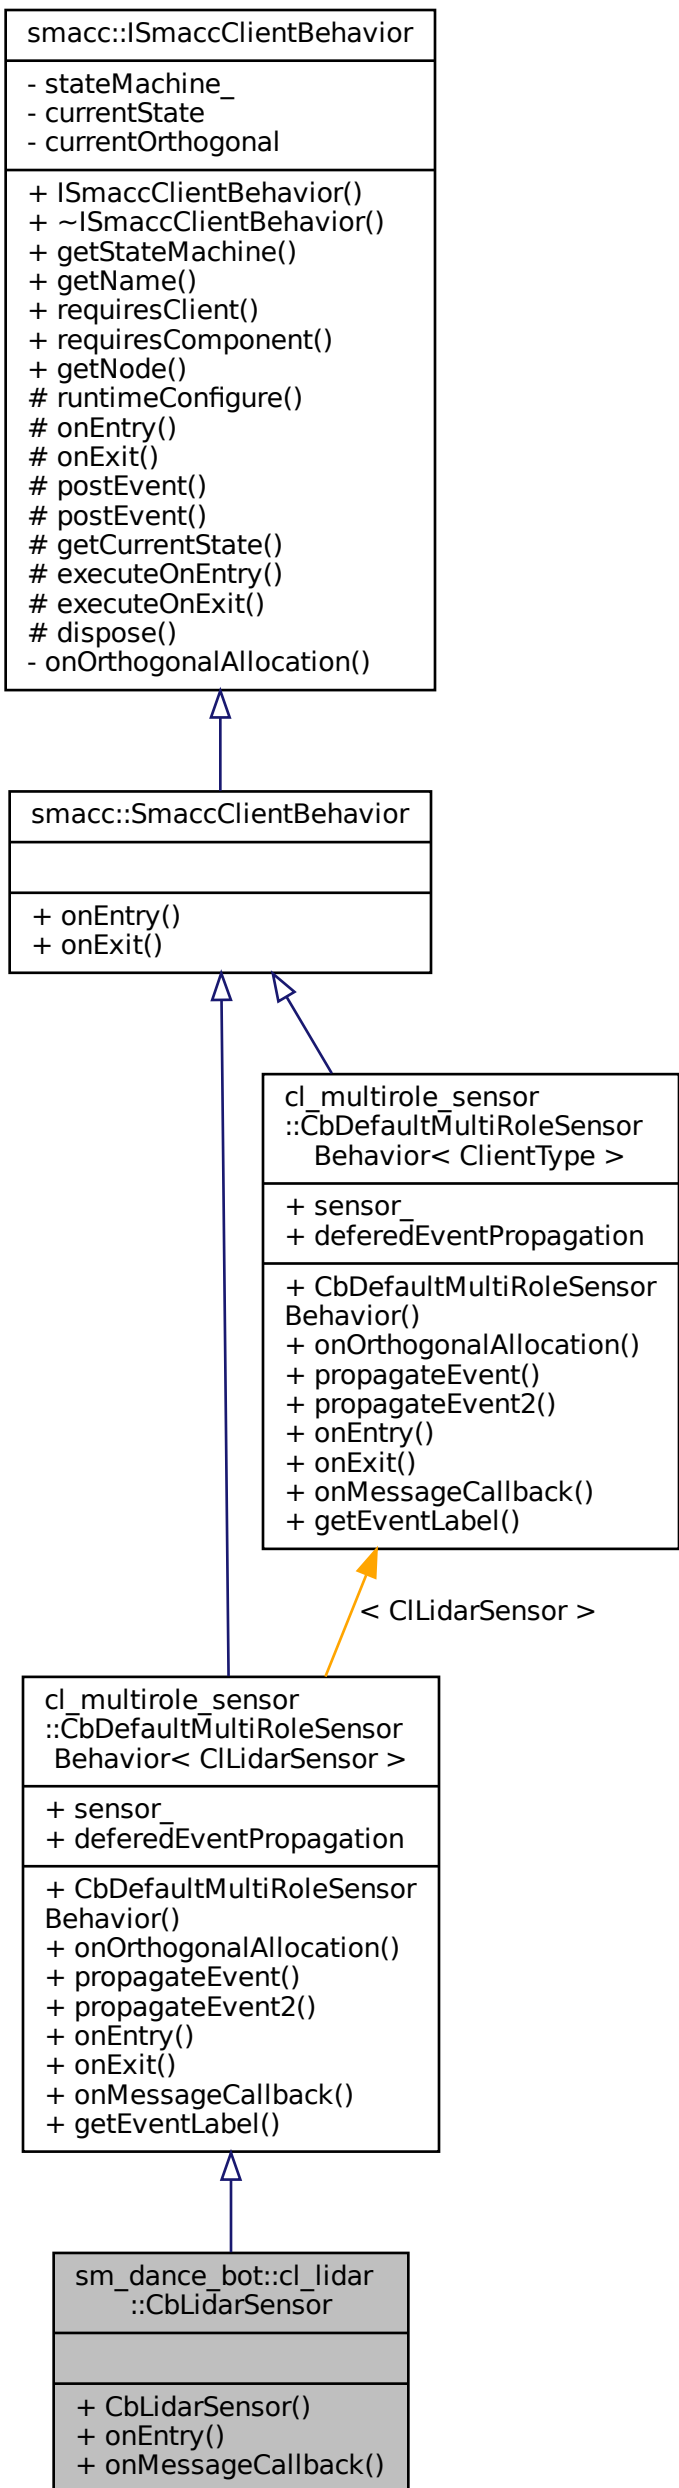 smacc::ISmaccClientBehavior
- stateMachine_
- currentState
- currentOrthogonal
+ ISmaccClientBehavior()
+ ~ISmaccClientBehavior()
+ getStateMachine()
+ getName()
+ requiresClient()
+ requiresComponent()
+ getNode()
# runtimeConfigure()
# onEntry()
# onExit()
# postEvent()
# postEvent()
# getCurrentState()
# executeOnEntry()
# executeOnExit()
# dispose()
- onOrthogonalAllocation()
smacc::SmaccClientBehavior
+ onEntry()
+ onExit()
cl_multirole_sensor
::CbDefaultMultiRoleSensor
Behavior< ClientType >
+ sensor_
+ deferedEventPropagation
+ CbDefaultMultiRoleSensor
Behavior()
+ onOrthogonalAllocation()
+ propagateEvent()
+ propagateEvent2()
+ onEntry()
+ onExit()
+ onMessageCallback()
+ getEventLabel()
< ClLidarSensor >
cl_multirole_sensor
::CbDefaultMultiRoleSensor
Behavior< ClLidarSensor >
+ sensor_
+ deferedEventPropagation
+ CbDefaultMultiRoleSensor
Behavior()
+ onOrthogonalAllocation()
+ propagateEvent()
+ propagateEvent2()
+ onEntry()
+ onExit()
+ onMessageCallback()
+ getEventLabel()
sm_dance_bot::cl_lidar
::CbLidarSensor
+ CbLidarSensor()
+ onEntry()
+ onMessageCallback()